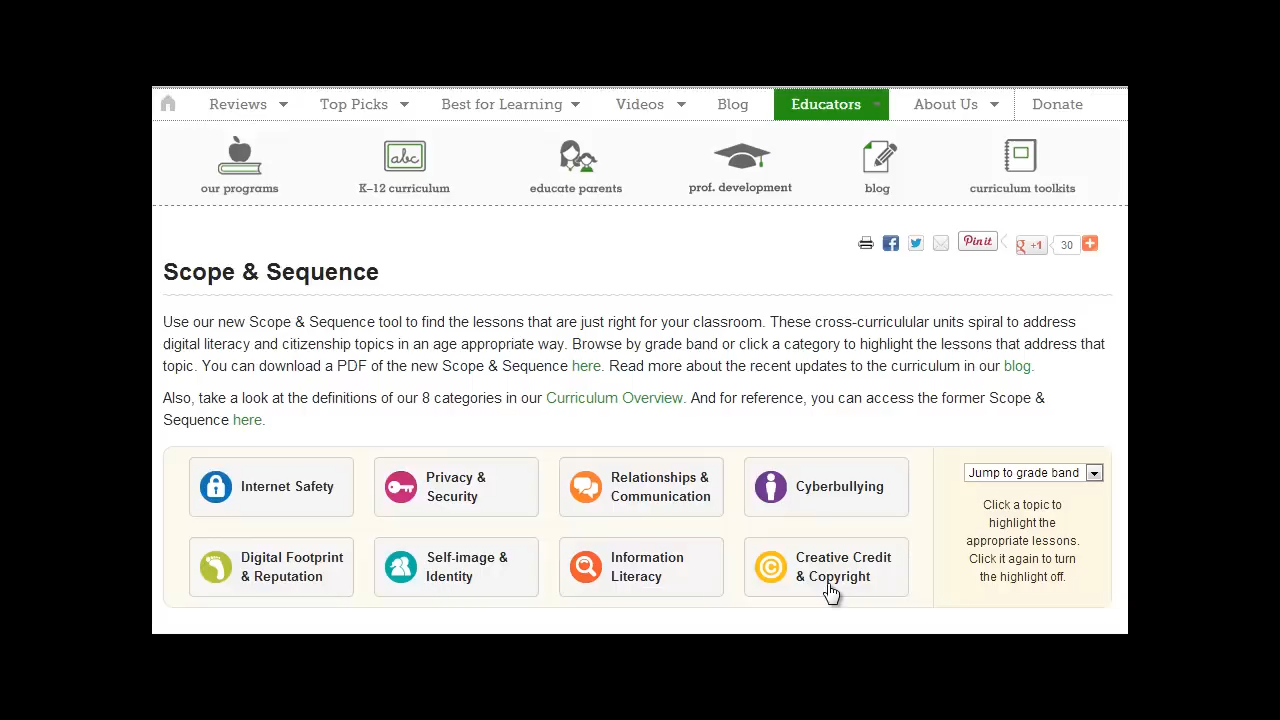 Reviews Top Picks Best for Learning Videos Blog Educators About Us Donate
abc
our programs K–12 curriculum educate parents prof. development blog curriculum toolkits
Pin it g +1 30
Scope & Sequence
Use our new Scope & Sequence tool to find the lessons that are just right for your classroom. These cross-curriculular units spiral to address
digital literacy and citizenship topics in an age appropriate way. Browse by grade band or click a category to highlight the lessons that address that
topic. You can download a PDF of the new Scope & Sequence here. Read more about the recent updates to the curriculum in our blog.
Also, take a look at the definitions of our 8 categories in our Curriculum Overview. And for reference, you can access the former Scope &
Sequence here.
Internet Safety
Privacy &
Security
Relationships &
Communication
Cyberbullying
Digital Footprint
& Reputation
Self-image &
Identity
Information
Literacy
Creative Credit
& Copyright
Jump to grade band
Click a topic to
highlight the
appropriate lessons.
Click it again to turn
the highlight off.